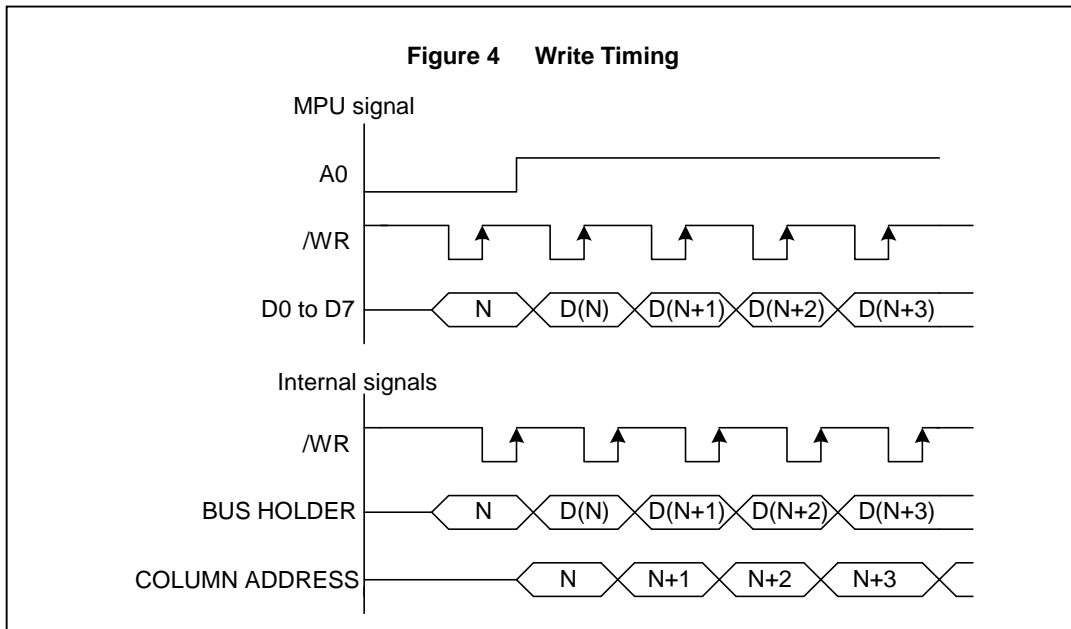 Figure 4 Write Timing
MPU signal
A0
/WR
D0 to D7 N D(N) D(N+1) D(N+2) D(N+3)
Internal signals
/WR
BUS HOLDER N D(N) D(N+1) D(N+2) D(N+3)
COLUMN ADDRESS N N+1 N+2 N+3